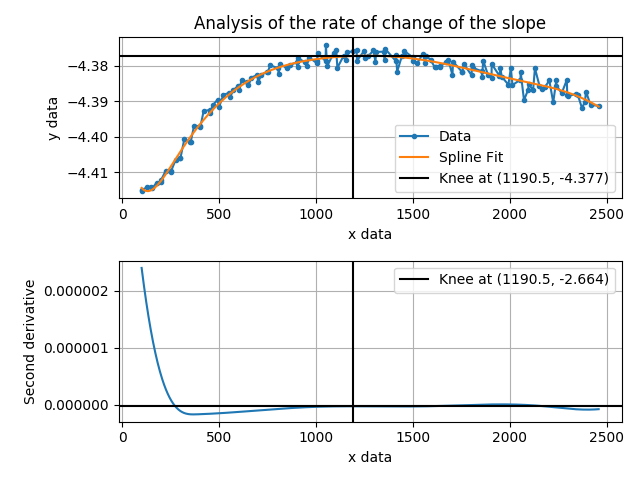 Analysis of the rate of change of the slope
−4.38
−4.39
−4.40
−4.41
y data
Data
Spline Fit
Knee at (1190.5, -4.377)
0
500
1000
1500
2000
2500
x data
Knee at (1190.5, -2.664)
0.000002
0.000001
0.000000
Second derivative
0
500
1000
1500
2000
2500
x data